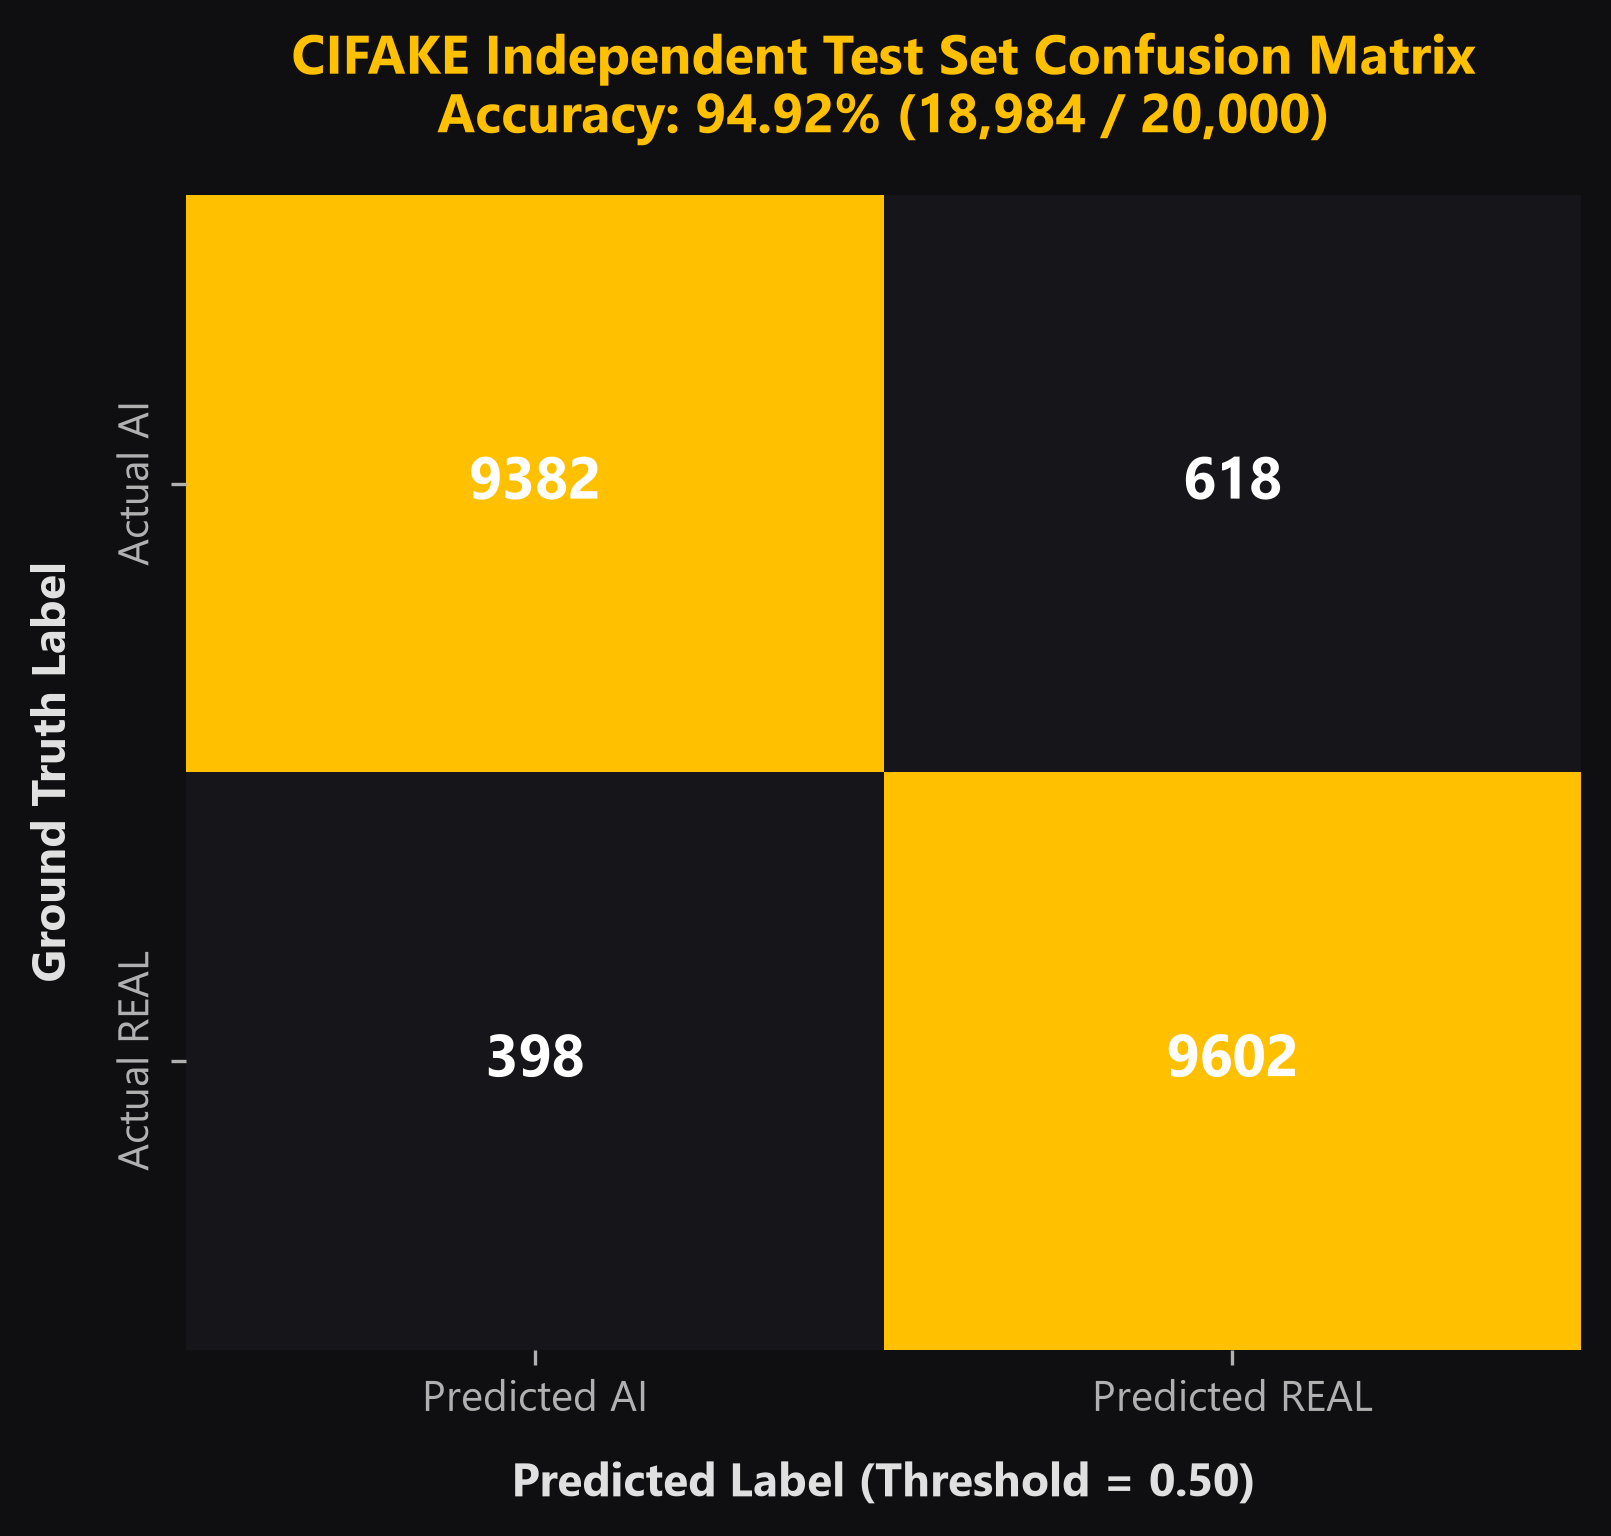 CIFAKE Independent Test Set Confusion Matrix
Accuracy: 94.92% (18,984 / 20,000)
Ground Truth Label
Actual AI
9382
618
Actual REAL
398
9602
Predicted AI
Predicted REAL
Predicted Label (Threshold = 0.50)